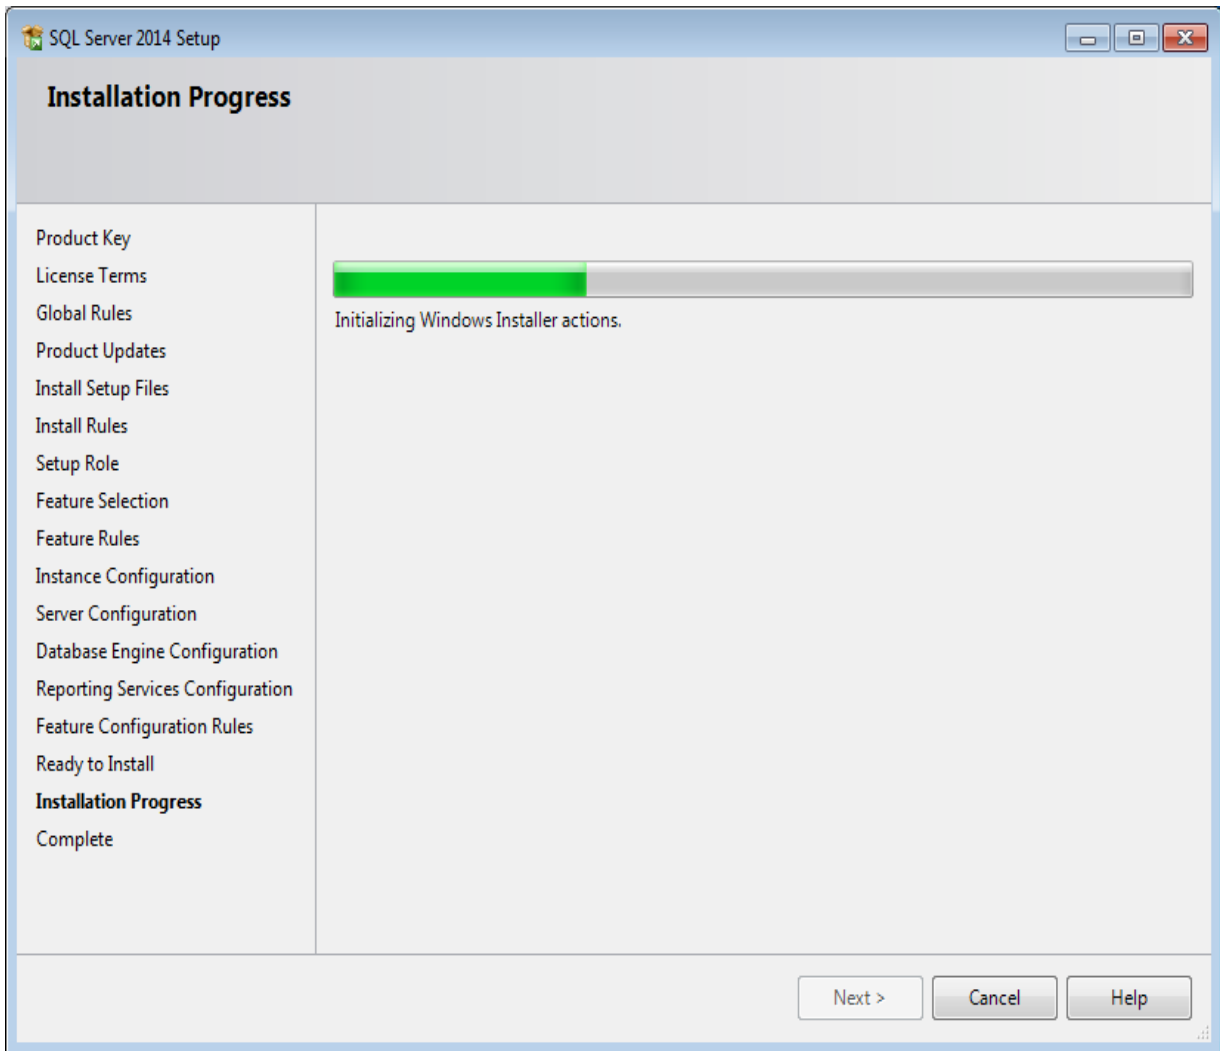 SQL Server 2014 Setup
Installation Progress
Product Key
License Terms
Global Rules
Product Updates
Install Setup Files
Install Rules
Setup Role
Feature Selection
Feature Rules
Instance Configuration
Server Configuration
Database Engine Configuration
Reporting Services Configuration
Feature Configuration Rules
Ready to Install
Installation Progress
Complete
Initializing Windows Installer actions.
Next >
Cancel
Help